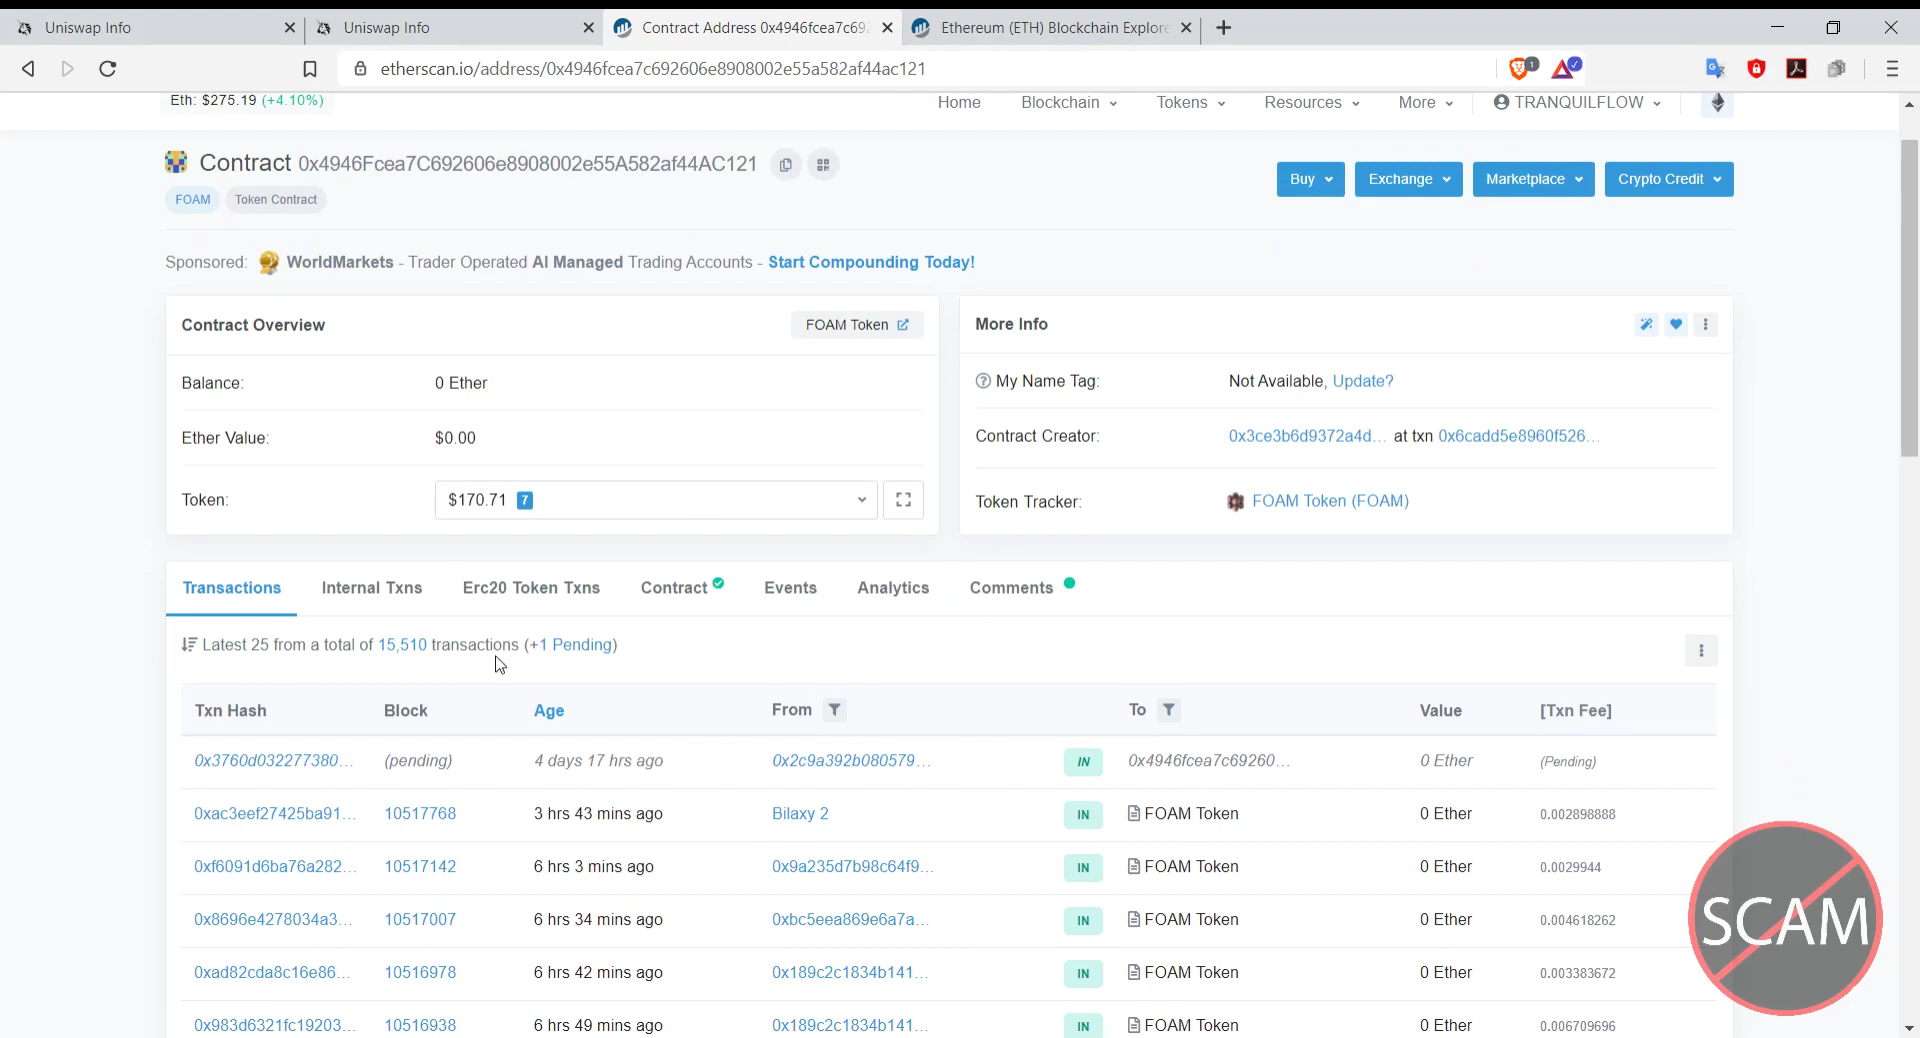 Uniswap Info
Uniswap Info
Contract Address 0x4946fcea7c692
Ethereum (ETH) Blockchain Explore
etherscan.io/address/0x4946fcea7c692606e8908002e55a582af44ac121
1
Eth: $275.19 (+4.10%)
Home Blockchain Tokens Resources More TRANQUILFLOW
Contract 0x4946Fcea7C692606e8908002e55A582af44AC121
FOAM Token Contract
Buy Exchange Marketplace Crypto Credit
Sponsored: WorldMarkets - Trader Operated AI Managed Trading Accounts - Start Compounding Today!
Contract Overview
FOAM Token
Balance: 0 Ether
Ether Value: $0.00
Token: $170.71 7
More Info
My Name Tag: Not Available, Update?
Contract Creator: 0x3ce3b6d9372a4d... at txn 0x6cadd5e8960f526...
Token Tracker: FOAM Token (FOAM)
Transactions Internal Txns Erc20 Token Txns Contract Events Analytics Comments
Latest 25 from a total of 15,510 transactions (+1 Pending)
Txn Hash Block Age From To Value [Txn Fee]
0x3760d032277380... (pending) 4 days 17 hrs ago 0x2c9a392b080579... IN 0x4946fcea7c69260... 0 Ether (Pending)
0xac3eef27425ba91... 10517768 3 hrs 43 mins ago Bilaxy 2 IN FOAM Token 0 Ether 0.002898888
0xf6091d6ba76a282... 10517142 6 hrs 3 mins ago 0x9a235d7b98c64f9... IN FOAM Token 0 Ether 0.0029944
0x8696e4278034a3... 10517007 6 hrs 34 mins ago 0xbc5eea869e6a7a... IN FOAM Token 0 Ether 0.004618262
0xad82cda8c16e86... 10516978 6 hrs 42 mins ago 0x189c2c1834b141... IN FOAM Token 0 Ether 0.003383672
0x983d6321fc19203... 10516938 6 hrs 49 mins ago 0x189c2c1834b141... IN FOAM Token 0 Ether 0.006709696
SCAM